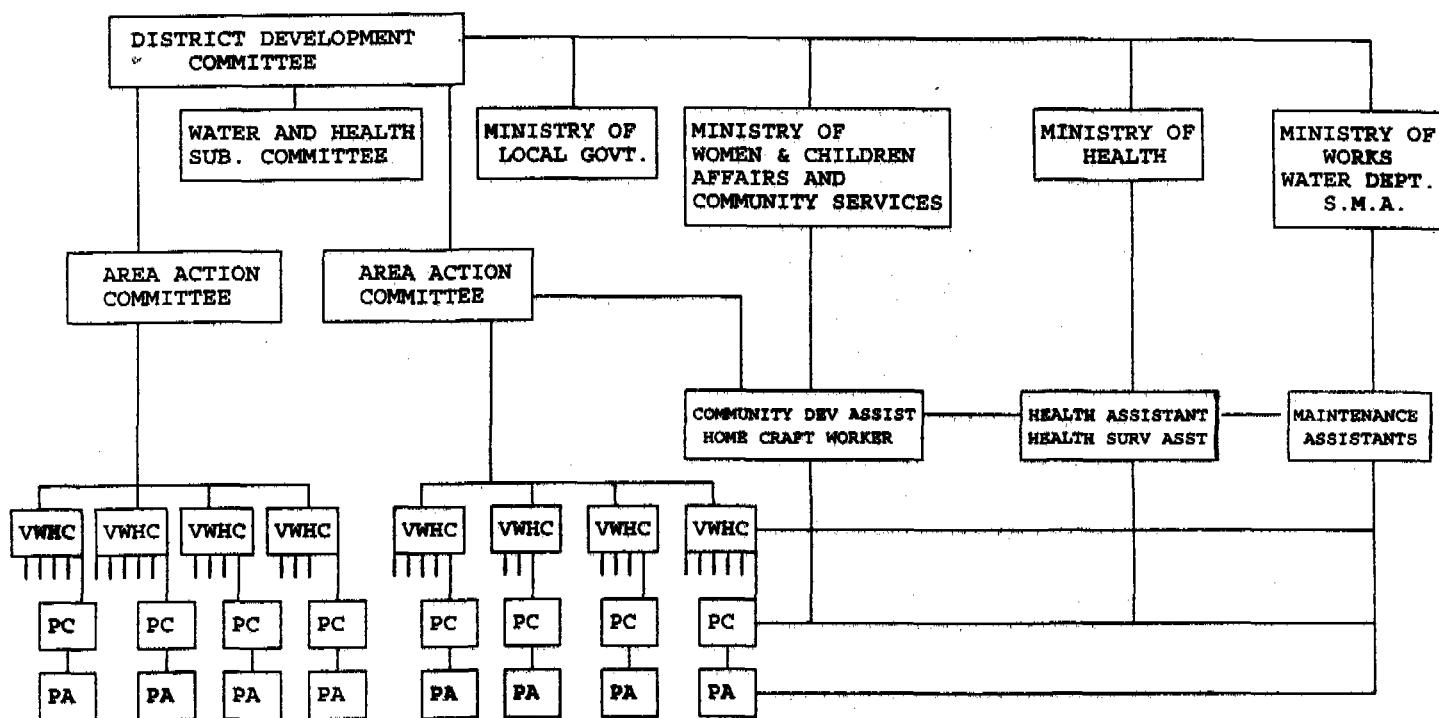 DISTRICT DEVELOPMENT
COMMITTEE
WATER AND HEALTH
SUB. COMMITTEE
MINISTRY OF
LOCAL GOVT.
MINISTRY OF
WOMEN & CHILDREN
AFFAIRS AND
COMMUNITY SERVICES
MINISTRY OF
HEALTH
MINISTRY OF
WORKS
WATER DEPT.
S.M.A.
AREA ACTION
COMMITTEE
AREA ACTION
COMMITTEE
COMMUNITY DEV ASSIST
HOME CRAFT WORKER
HEALTH ASSISTANT
HEALTH SURV ASST
MAINTENANCE
ASSISTANTS
VWHC
VWHC
VWHC
VWHC
VWHC
VWHC
VWHC
VWHC
PC
PC
PC
PC
PC
PC
PC
PC
PA
PA
PA
PA
PA
PA
PA
PA